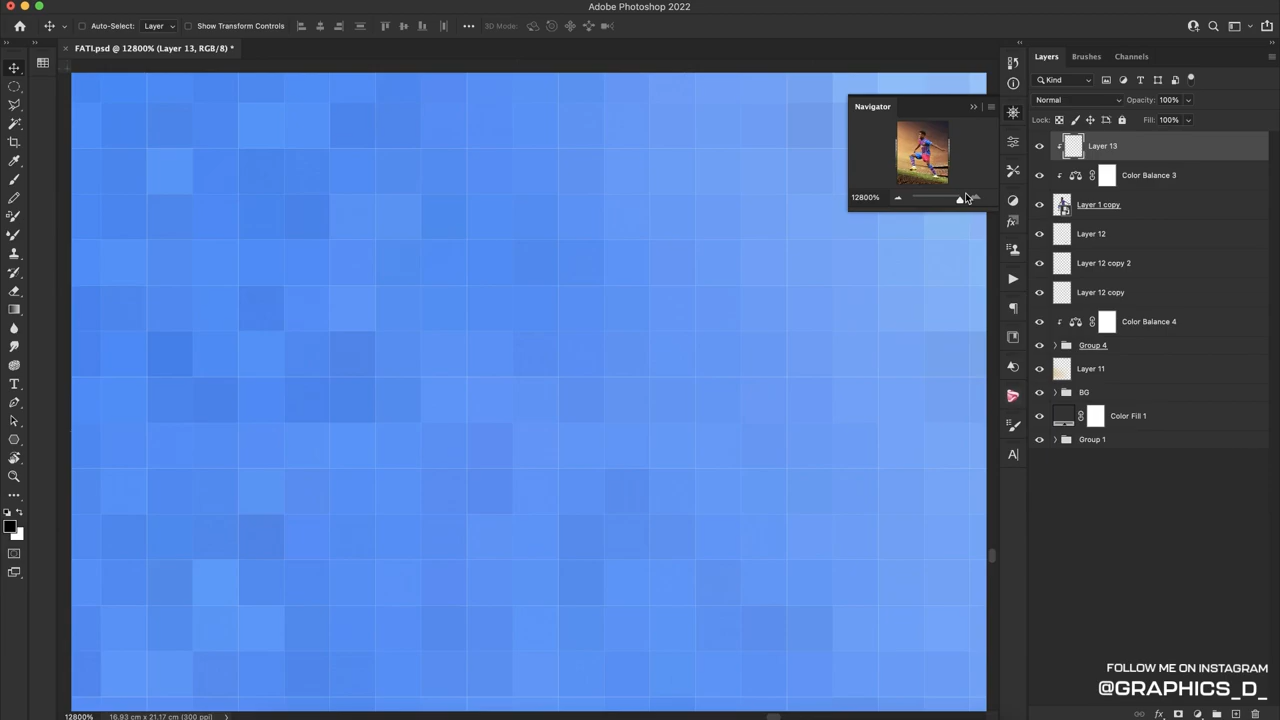 Adobe Photoshop 2022
Auto-Select: Layer Show Transform Controls 3D Mode:
FATI.psd @ 12800% (Layer 13, RGB/8) *
Layers Brushes Channels
Kind
Normal Opacity: 100%
Lock: Fill: 100%
Navigator
12800%
Layer 13
Color Balance 3
Layer 1 copy
Layer 12
Layer 12 copy 2
Layer 12 copy
Color Balance 4
Group 4
Layer 11
BG
Color Fill 1
Group 1
FOLLOW ME ON INSTAGRAM
@GRAPHICS_D_
12800% 16.93 cm x 21.17 cm (300 ppi)